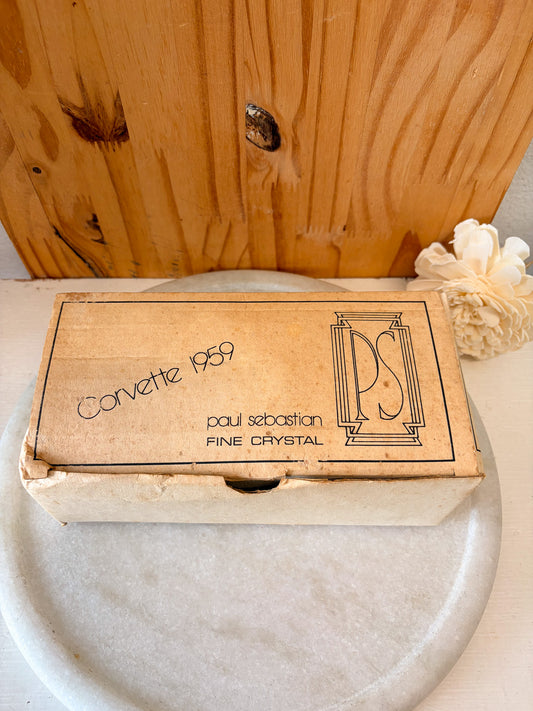 Corvette 1959
paul sebastian
FINE CRYSTAL
PS